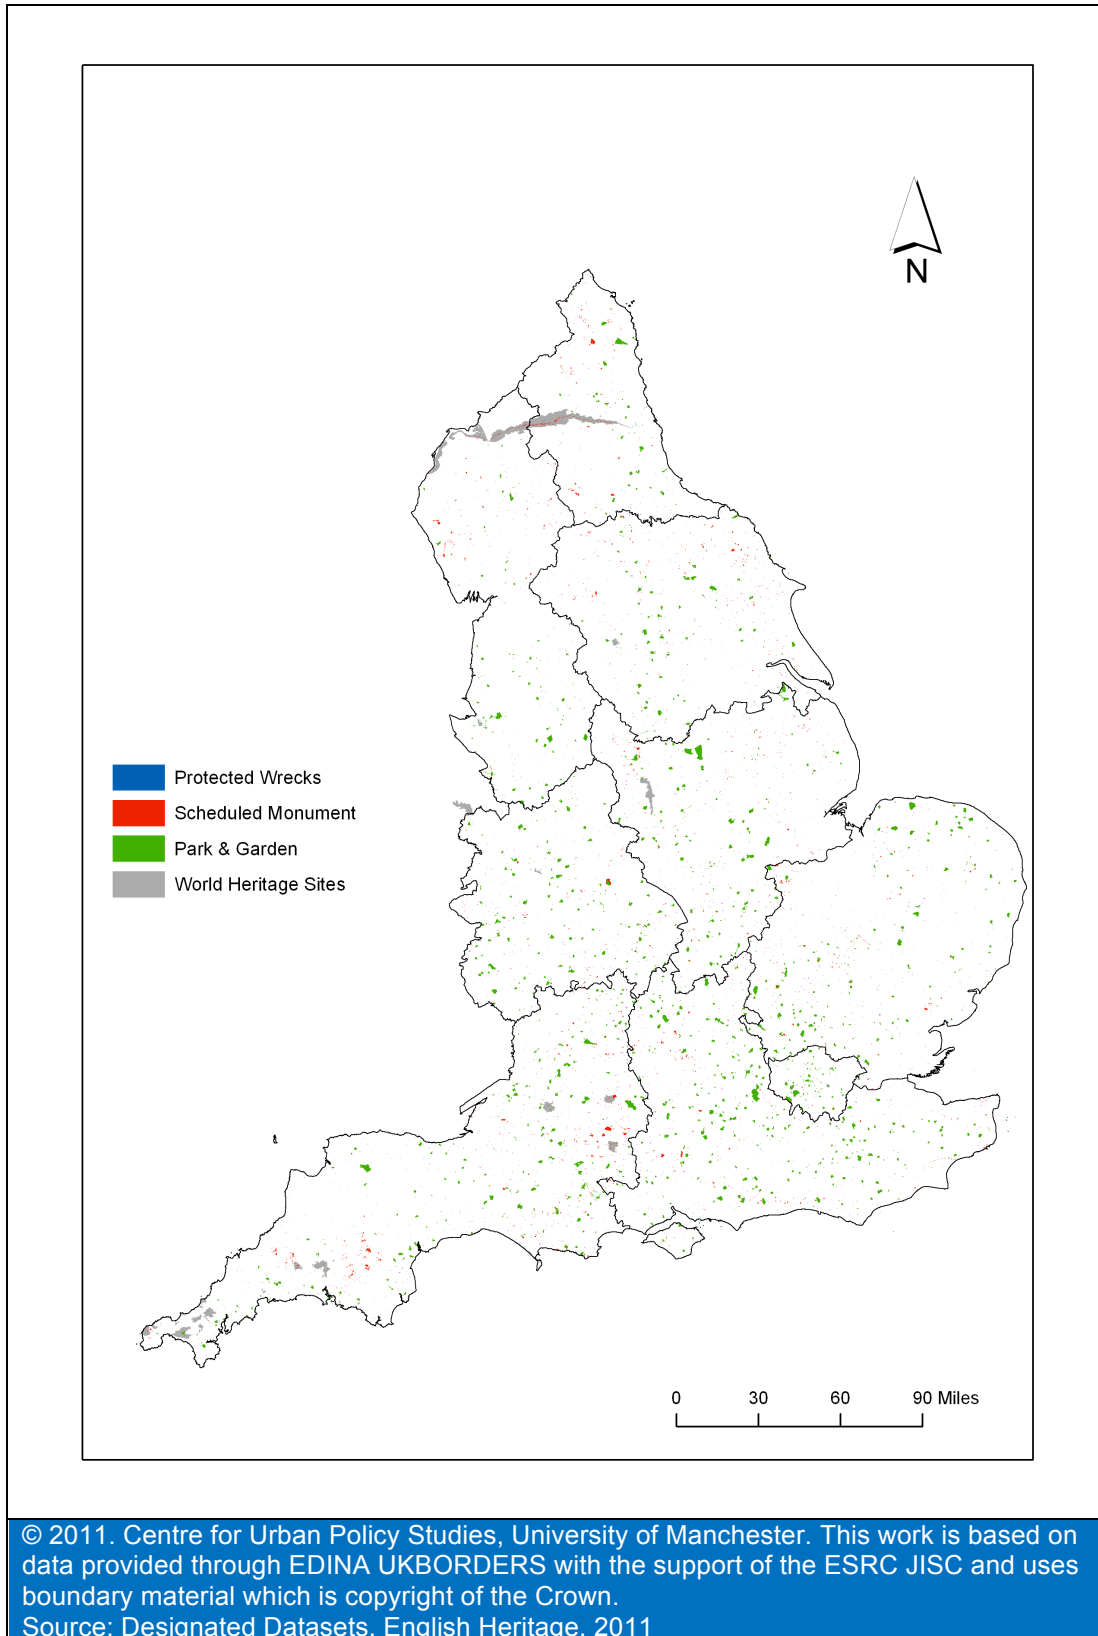 N
Protected Wrecks
Scheduled Monument
Park & Garden
World Heritage Sites
0 30 60 90 Miles
© 2011. Centre for Urban Policy Studies, University of Manchester. This work is based on
data provided through EDINA UKBORDERS with the support of the ESRC JISC and uses
boundary material which is copyright of the Crown.
Source: Designated Datasets, English Heritage, 2011